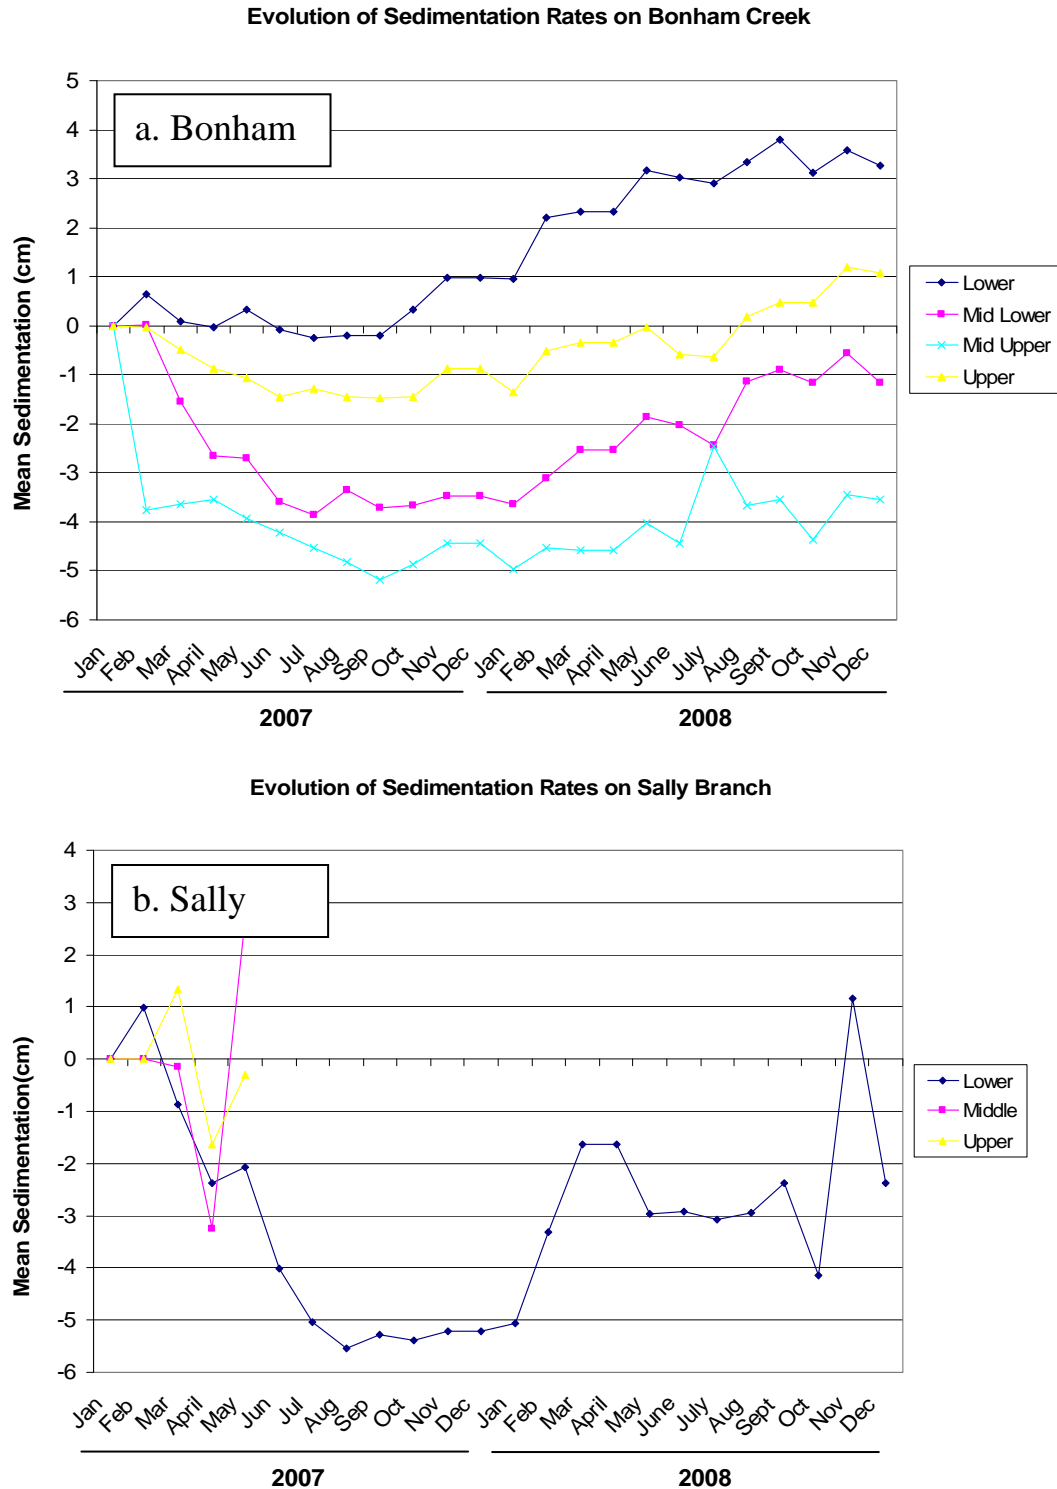 Evolution of Sedimentation Rates on Bonham Creek
a. Bonham
Mean Sedimentation (cm)
5
4
3
2
1
0
-1
-2
-3
-4
-5
-6
Jan Feb Mar April May Jun Jul Aug Sep Oct Nov Dec Jan Feb Mar April May June July Aug Sept Oct Nov Dec
2007 2008
Lower
Mid Lower
Mid Upper
Upper
Evolution of Sedimentation Rates on Sally Branch
b. Sally
Mean Sedimentation(cm)
4
3
2
1
0
-1
-2
-3
-4
-5
-6
Jan Feb Mar April May Jun Jul Aug Sep Oct Nov Dec Jan Feb Mar April May June July Aug Sept Oct Nov Dec
2007 2008
Lower
Middle
Upper